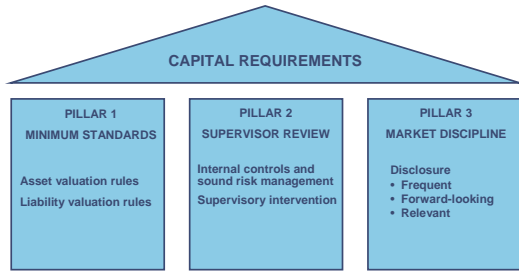 CAPITAL REQUIREMENTS
PILLAR 1
MINIMUM STANDARDS
Asset valuation rules
Liability valuation rules
PILLAR 2
SUPERVISOR REVIEW
Internal controls and
sound risk management
Supervisory intervention
PILLAR 3
MARKET DISCIPLINE
Disclosure
• Frequent
• Forward-looking
• Relevant